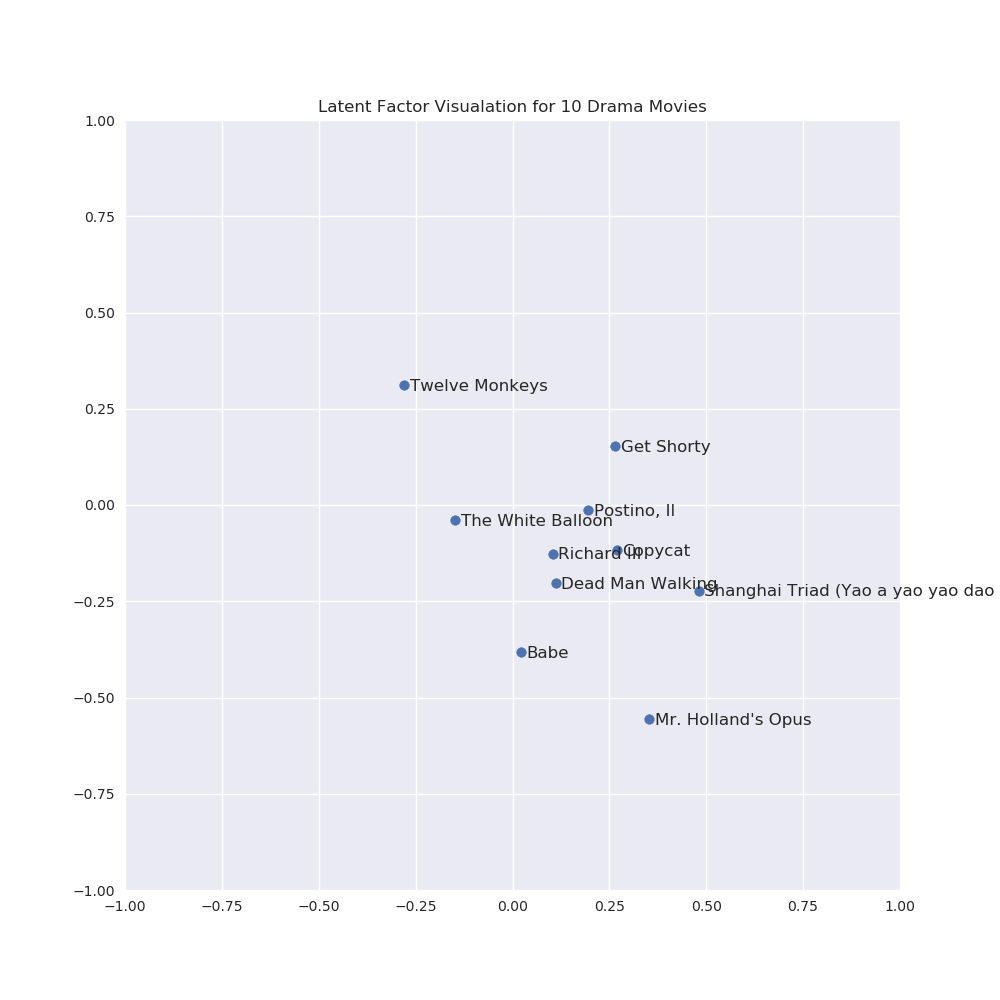 Latent Factor Visualation for 10 Drama Movies
1.00
0.75
0.50
0.25
0.00
−0.25
−0.50
−0.75
−1.00
Twelve Monkeys
Get Shorty
Postino, Il
The White Balloon
Copycat
Richard III
Dead Man Walking
Shanghai Triad (Yao a yao yao dao
Babe
Mr. Holland's Opus
−1.00 −0.75 −0.50 −0.25 0.00 0.25 0.50 0.75 1.00